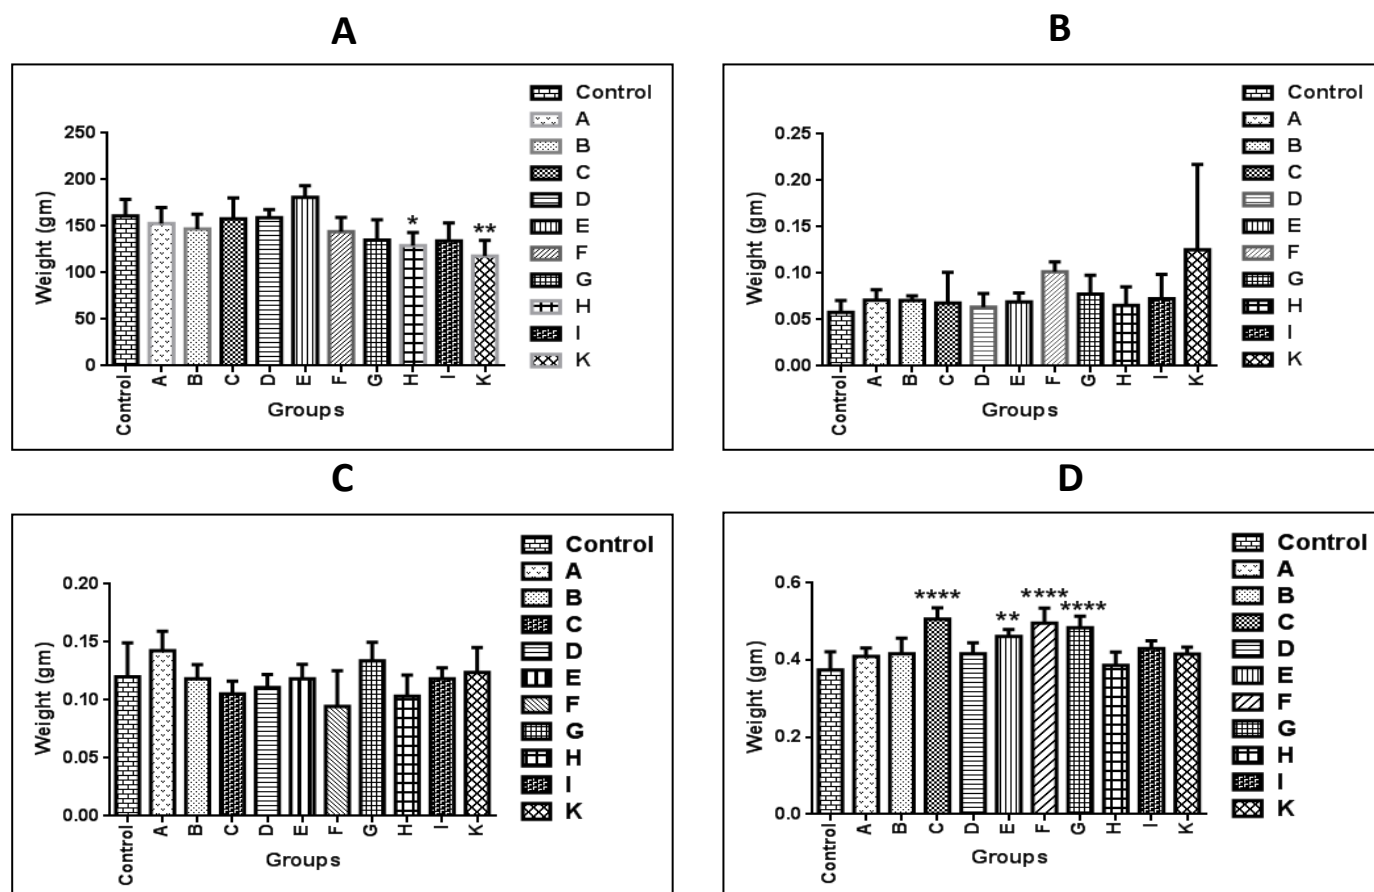 A
B
Control
A
B
C
D
E
F
G
H
I
K
250
200
150
100
50
0
Weight (gm)
*
**
Control
A
B
C
D
E
F
G
H
I
K
Groups
Control
A
B
C
D
E
F
G
H
I
K
0.25
0.20
0.15
0.10
0.05
0.00
Weight (gm)
Control
A
B
C
D
E
F
G
H
I
K
Groups
C
D
Control
A
B
C
D
E
F
G
H
I
K
0.20
0.15
0.10
0.05
0.00
Weight (gm)
Control
A
B
C
D
E
F
G
H
I
K
Groups
Control
A
B
C
D
E
F
G
H
I
K
0.6
0.4
0.2
0.0
Weight (gm)
****
**
****
****
Control
A
B
C
D
E
F
G
H
I
K
Groups